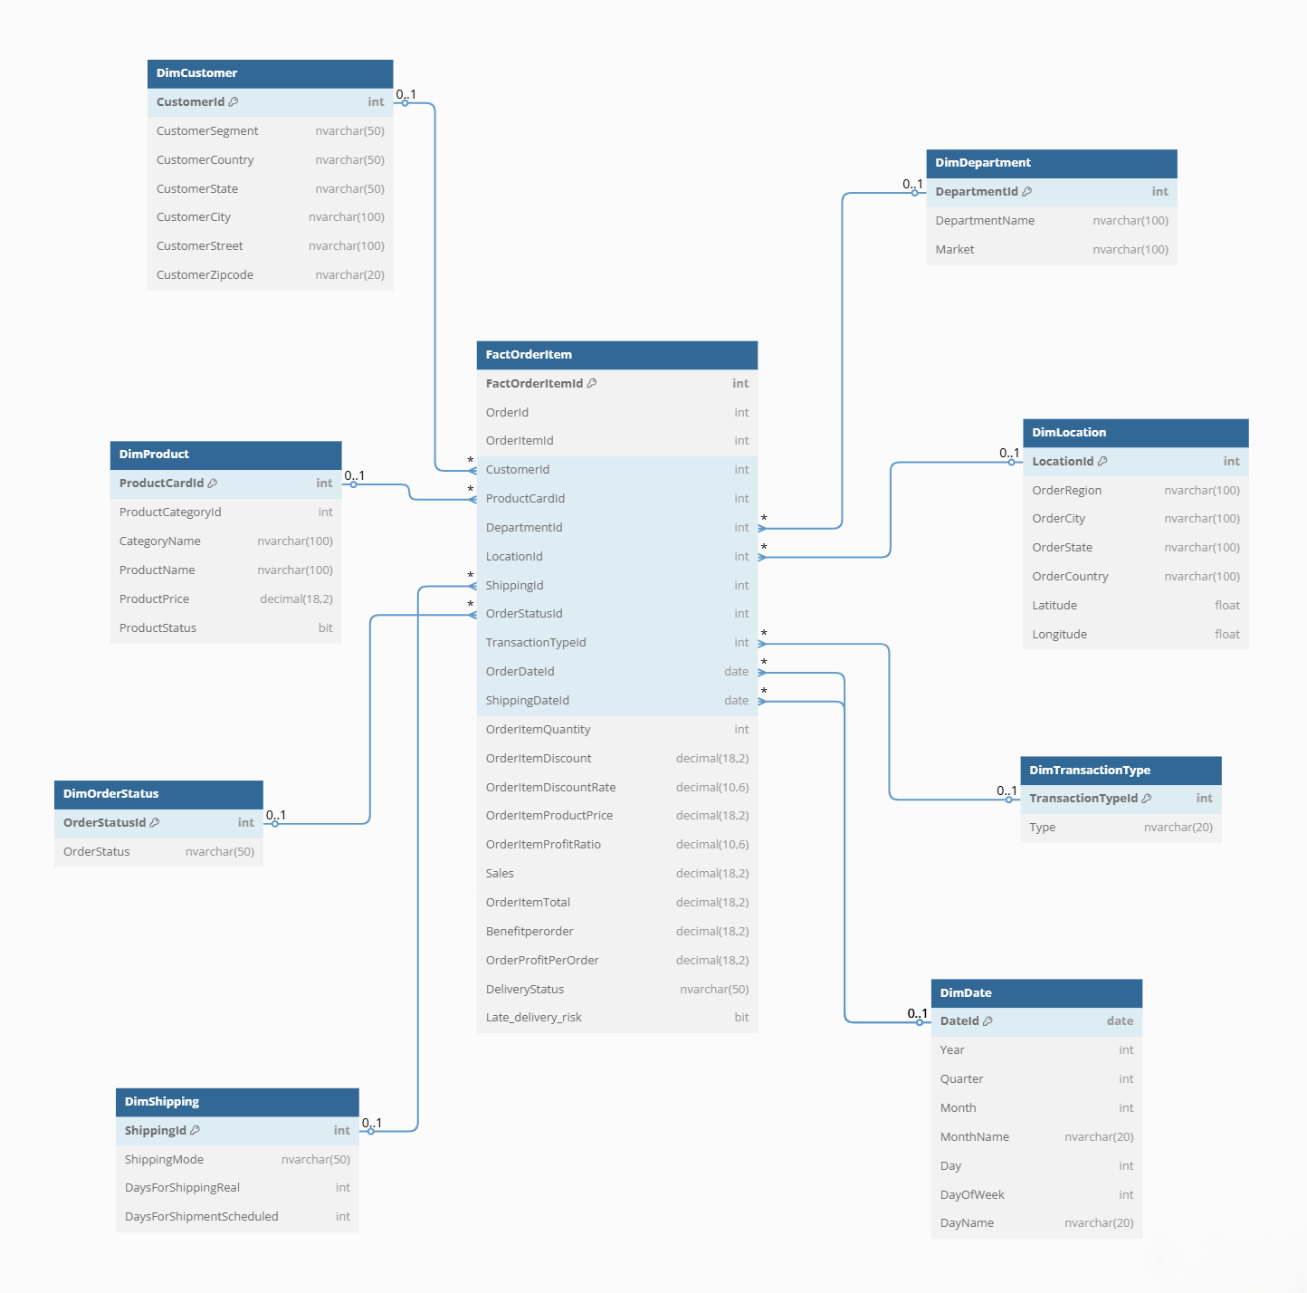 DimCustomer
CustomerId int
CustomerSegment nvarchar(50)
CustomerCountry nvarchar(50)
CustomerState nvarchar(50)
CustomerCity nvarchar(100)
CustomerStreet nvarchar(100)
CustomerZipcode nvarchar(20)
0..1
DimDepartment
DepartmentId int
DepartmentName nvarchar(100)
Market nvarchar(100)
0..1
FactOrderItem
FactOrderItemId int
OrderId int
OrderItemId int
CustomerId int
ProductCardId int
DepartmentId int
LocationId int
ShippingId int
OrderStatusId int
TransactionTypeId int
OrderDateId date
ShippingDateId date
OrderItemQuantity int
OrderItemDiscount decimal(18,2)
OrderItemDiscountRate decimal(10,6)
OrderItemProductPrice decimal(18,2)
OrderItemProfitRatio decimal(10,6)
Sales decimal(18,2)
OrderItemTotal decimal(18,2)
Benefitperorder decimal(18,2)
OrderProfitPerOrder decimal(18,2)
DeliveryStatus nvarchar(50)
Late_delivery_risk bit
*
*
*
*
*
*
*
*
*
DimProduct
ProductCardId int
ProductCategoryId int
CategoryName nvarchar(100)
ProductName nvarchar(100)
ProductPrice decimal(18,2)
ProductStatus bit
0..1
DimLocation
LocationId int
OrderRegion nvarchar(100)
OrderCity nvarchar(100)
OrderState nvarchar(100)
OrderCountry nvarchar(100)
Latitude float
Longitude float
0..1
DimOrderStatus
OrderStatusId int
OrderStatus nvarchar(50)
0..1
DimTransactionType
TransactionTypeId int
Type nvarchar(20)
0..1
DimShipping
ShippingId int
ShippingMode nvarchar(50)
DaysForShippingReal int
DaysForShipmentScheduled int
0..1
DimDate
DateId date
Year int
Quarter int
Month int
MonthName nvarchar(20)
Day int
DayOfWeek int
DayName nvarchar(20)
0..1